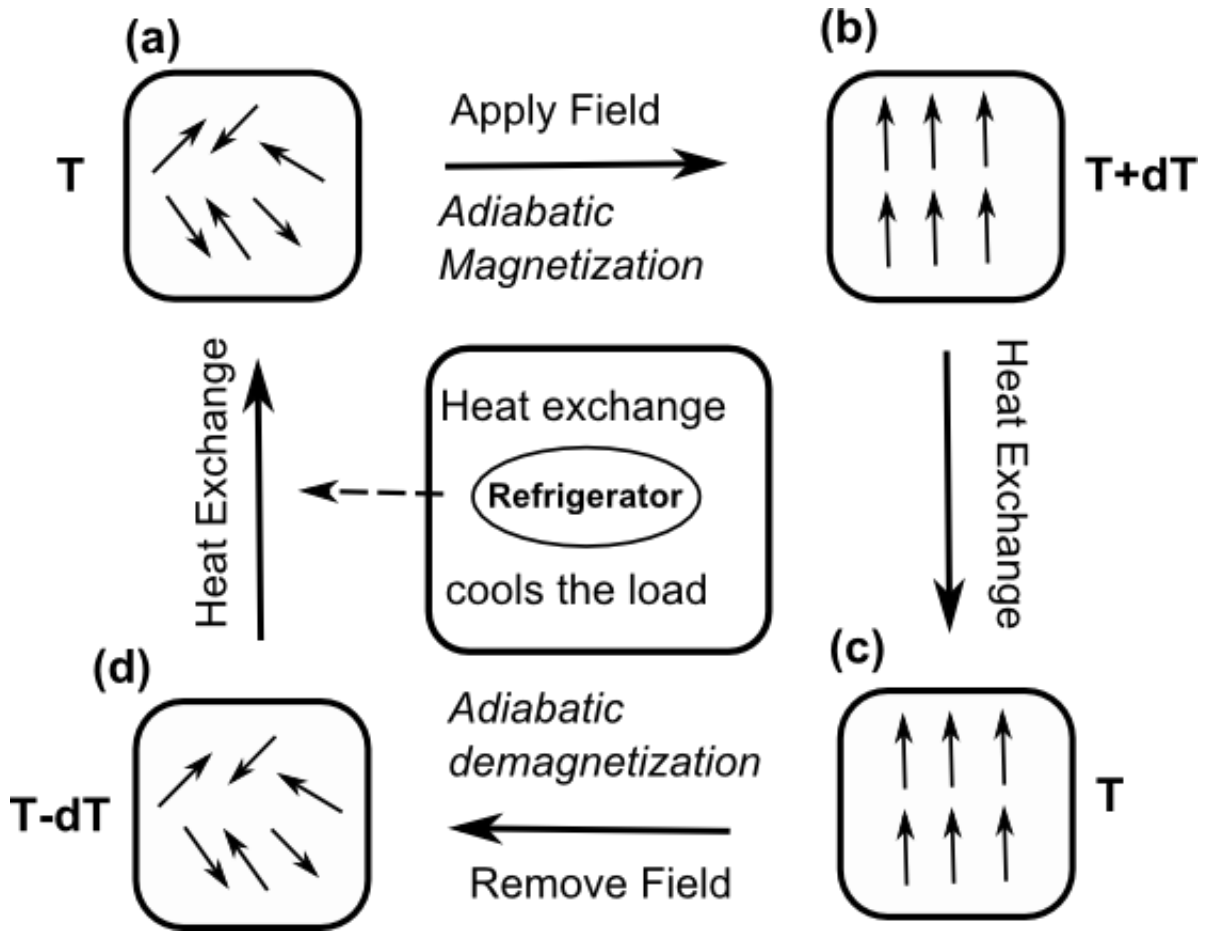 (a)
(b)
T
Apply Field
Adiabatic
Magnetization
T+dT
Heat Exchange
Heat exchange
Refrigerator
cools the load
Heat Exchange
(d)
(c)
T-dT
Adiabatic
demagnetization
Remove Field
T